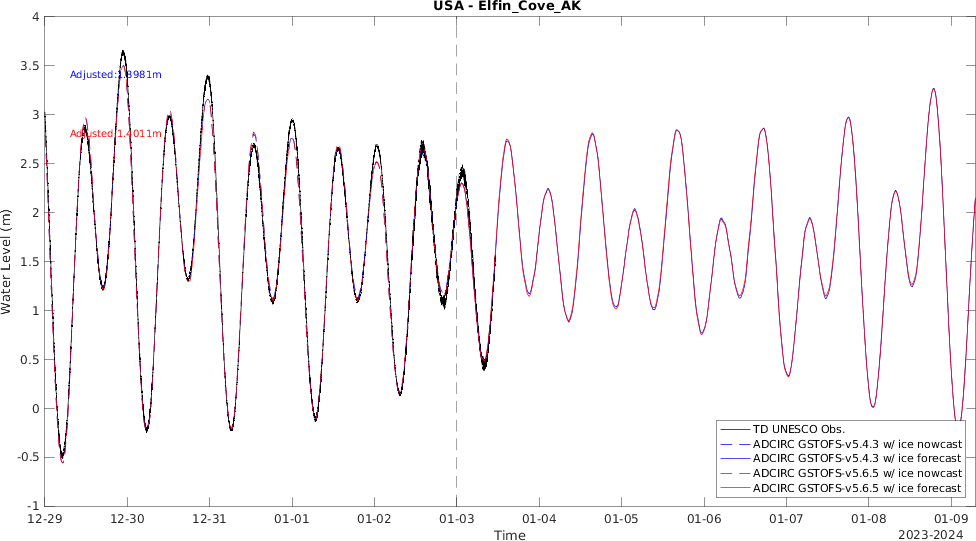 USA - Elfin_Cove_AK
4
3.5
3
2.5
2
1.5
1
0.5
0
-0.5
-1
Water Level (m)
Adjusted:1.8981m
Adjusted:1.4011m
TD UNESCO Obs.
ADCIRC GSTOFS-v5.4.3 w/ ice nowcast
ADCIRC GSTOFS-v5.4.3 w/ ice forecast
ADCIRC GSTOFS-v5.6.5 w/ ice nowcast
ADCIRC GSTOFS-v5.6.5 w/ ice forecast
12-29 12-30 12-31 01-01 01-02 01-03 01-04 01-05 01-06 01-07 01-08 01-09
Time
2023-2024